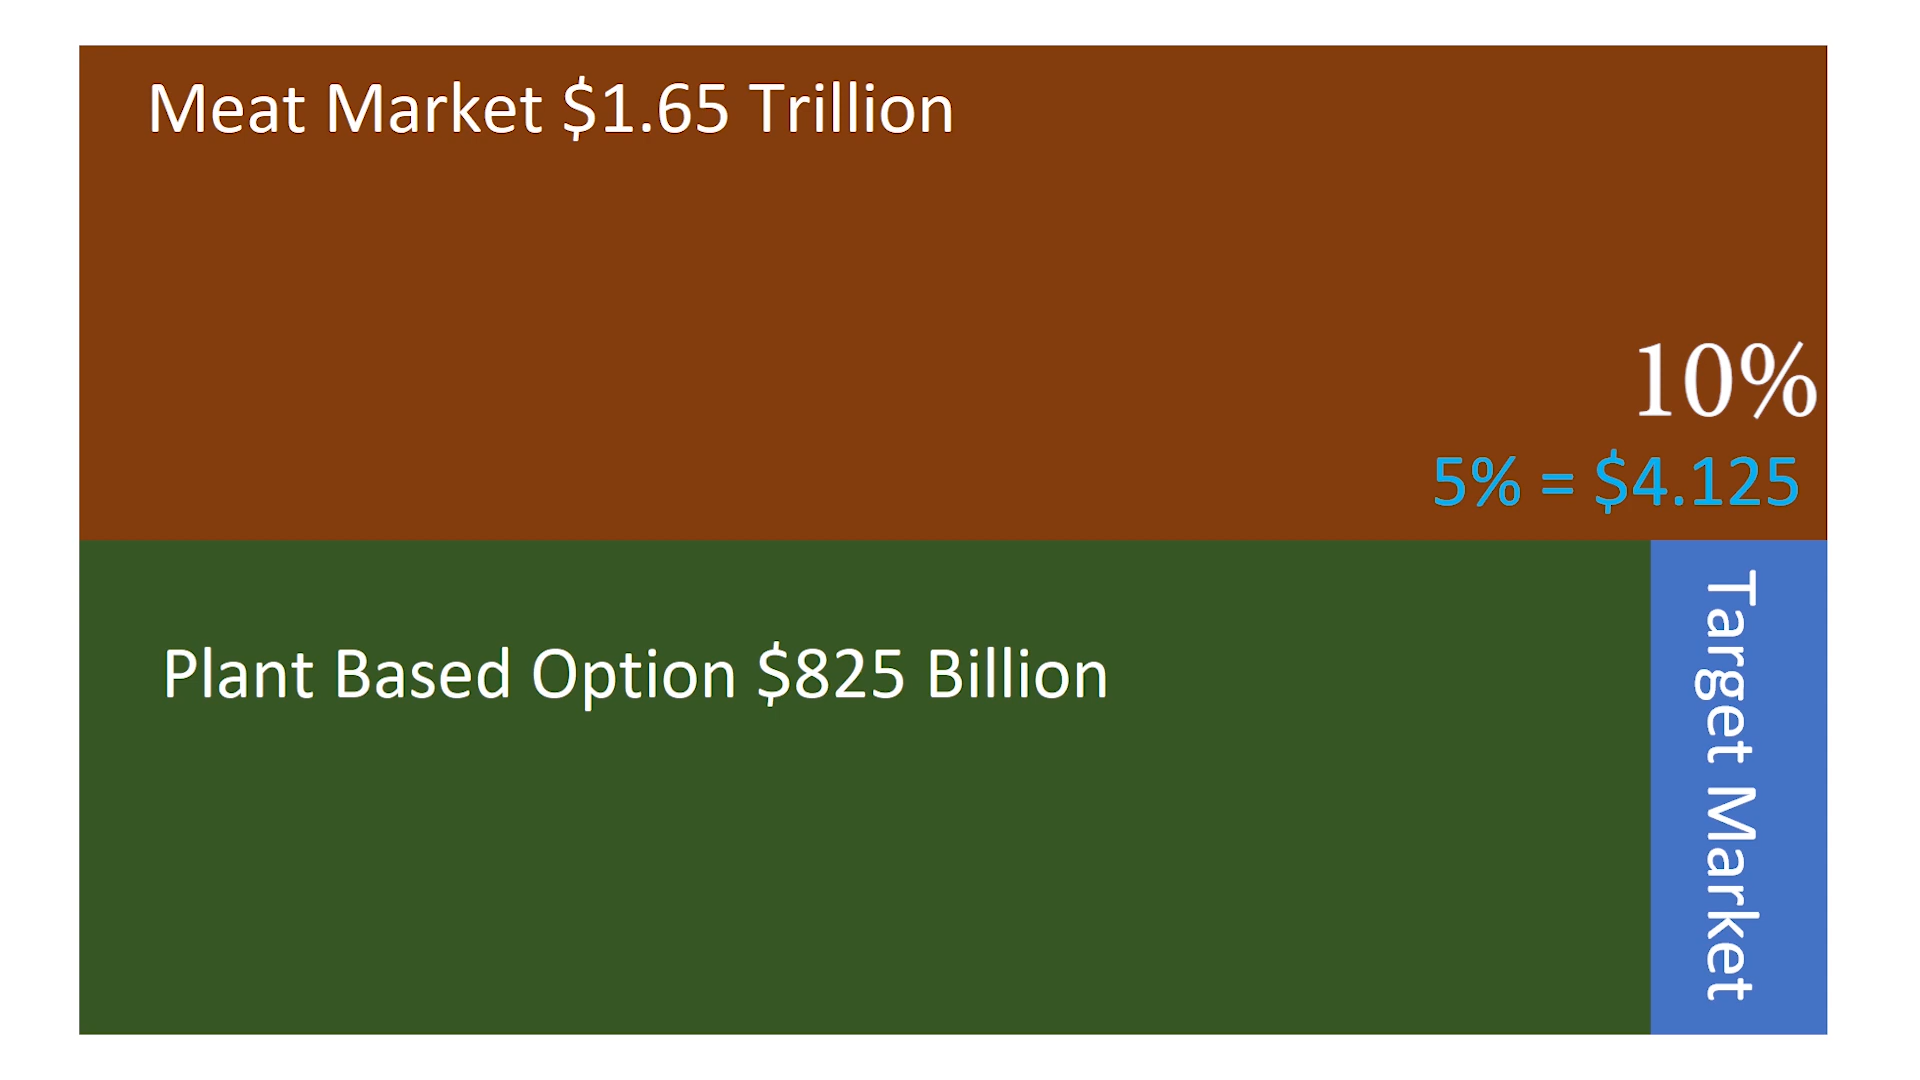 Meat Market $1.65 Trillion
10%
5% = $4.125
Plant Based Option $825 Billion
Target Market